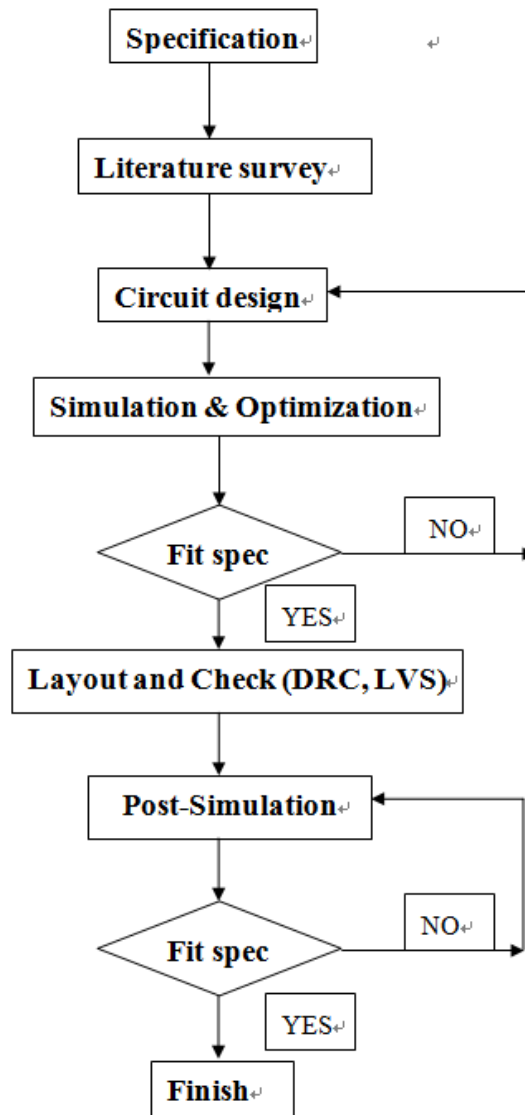 Specification
Literature survey
Circuit design
Simulation & Optimization
Fit spec
NO
YES
Layout and Check (DRC, LVS)
Post-Simulation
Fit spec
NO
YES
Finish